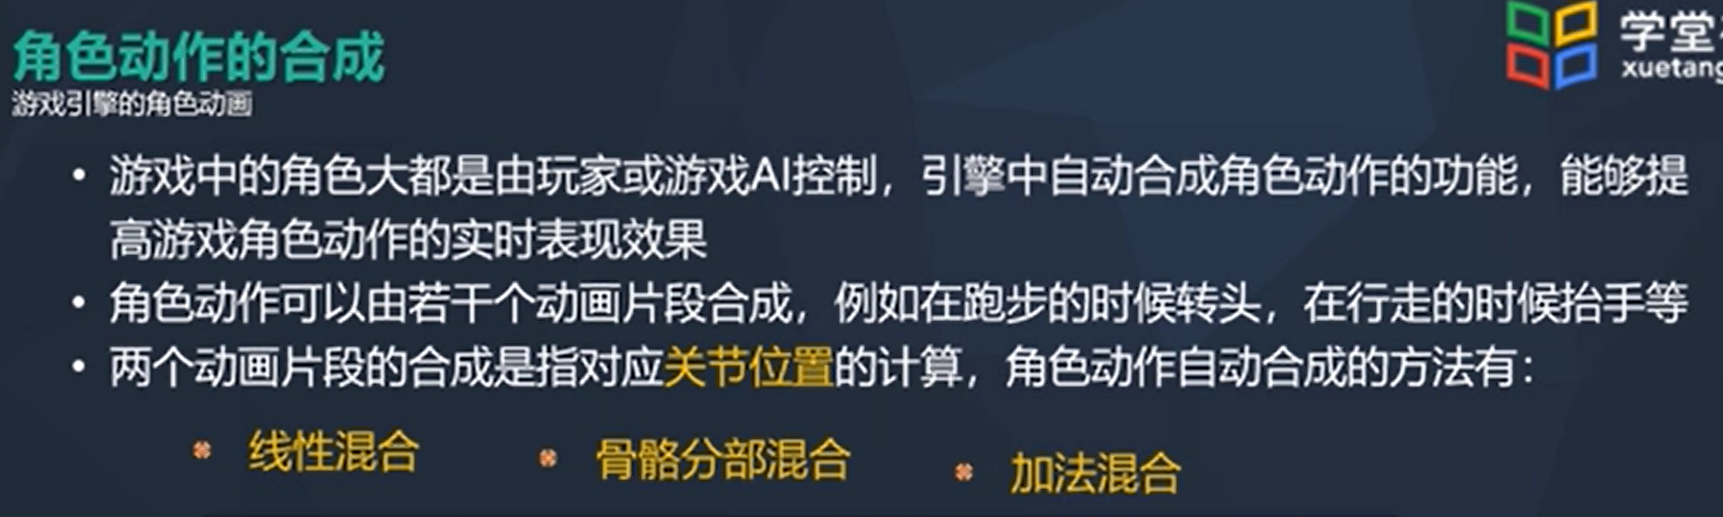 角色动作的合成
学堂
xuetang
游戏引擎的角色动画
• 游戏中的角色大都是由玩家或游戏AI控制，引擎中自动合成角色动作的功能，能够提
高游戏角色动作的实时表现效果
• 角色动作可以由若干个动画片段合成，例如在跑步的时候转头，在行走的时候抬手等
• 两个动画片段的合成是指对应关节位置的计算，角色动作自动合成的方法有：
线性混合
骨骼分部混合
加法混合